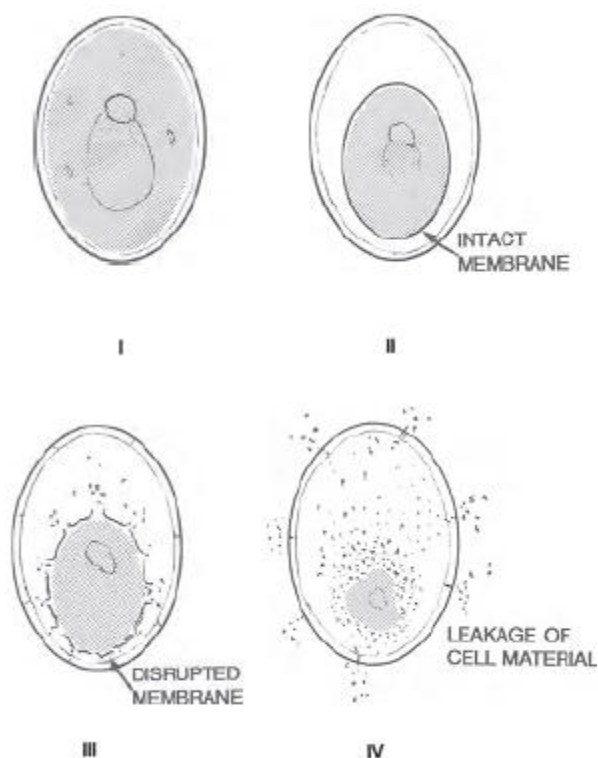 INTACT
MEMBRANE
I
II
DISRUPTED
MEMBRANE
LEAKAGE OF
CELL MATERIAL
III
IV